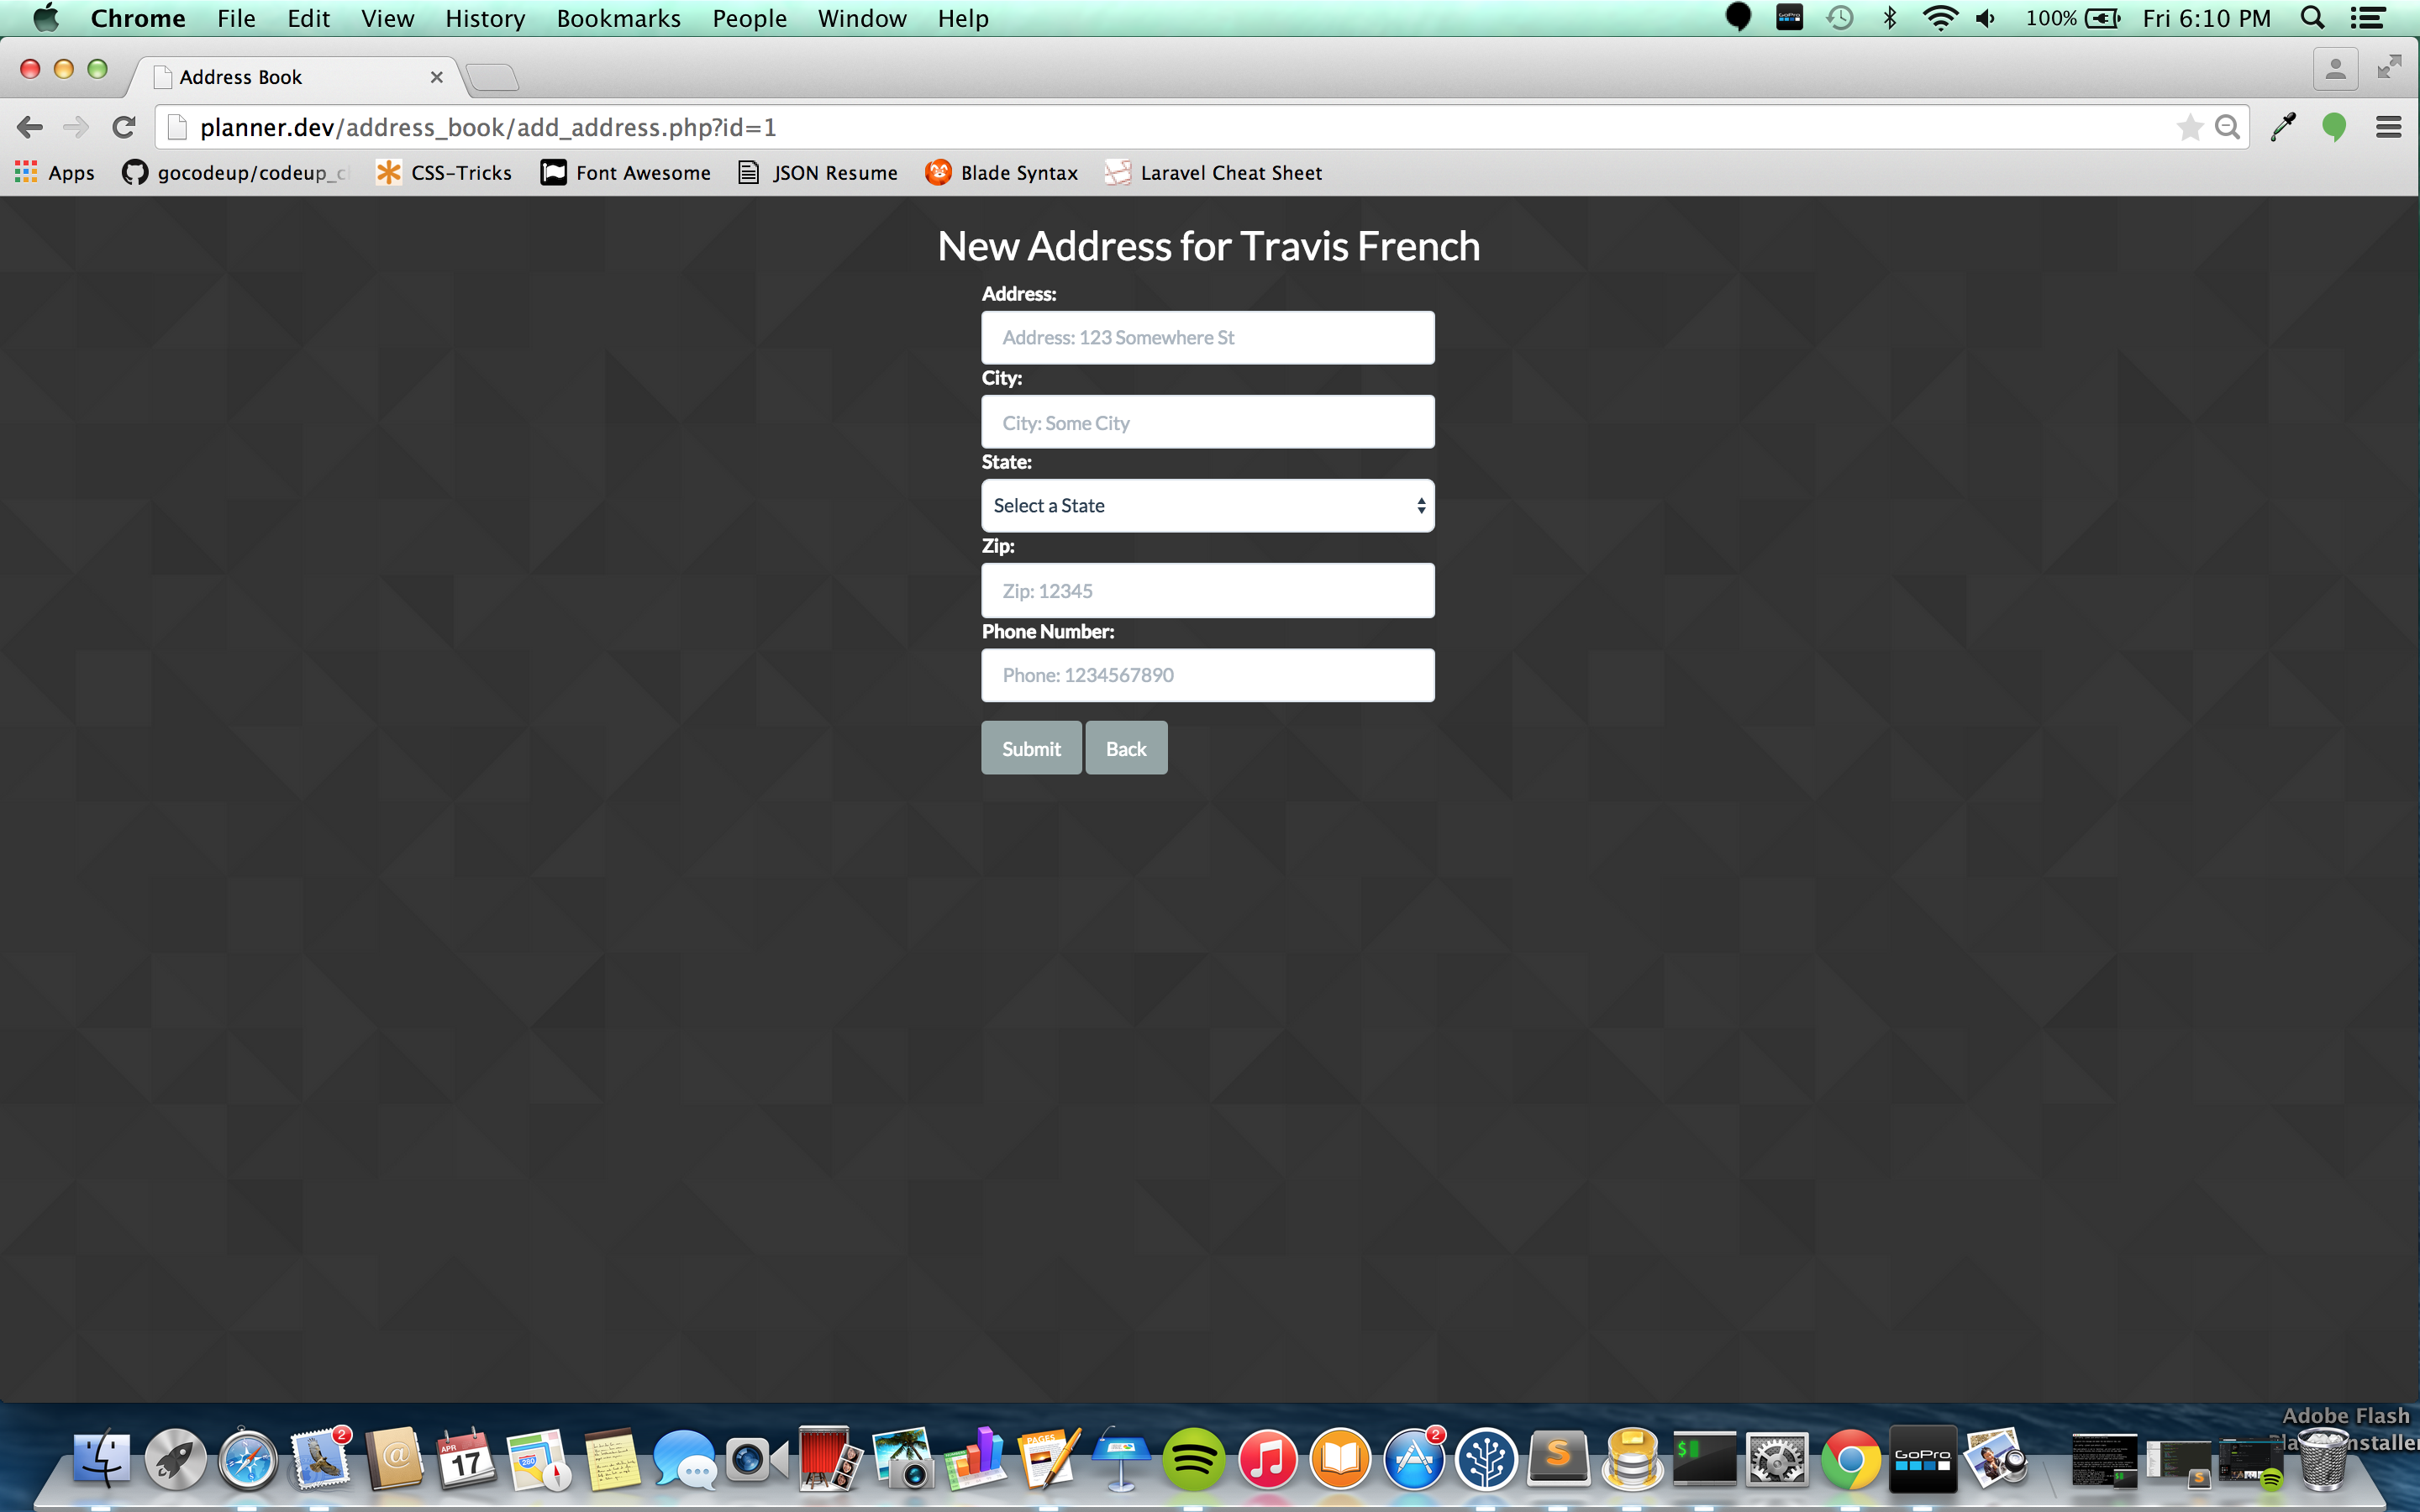 Chrome File Edit View History Bookmarks People Window Help 100% Fri 6:10 PM
Address Book
planner.dev/address_book/add_address.php?id=1
Apps gocodeup/codeup_c CSS-Tricks Font Awesome JSON Resume Blade Syntax Laravel Cheat Sheet
New Address for Travis French
Address:
Address: 123 Somewhere St
City:
City: Some City
State:
Select a State
Zip:
Zip: 12345
Phone Number:
Phone: 1234567890
Submit Back
Adobe Flash
2 APR 17 280 PAGES 2 S $ GoPro